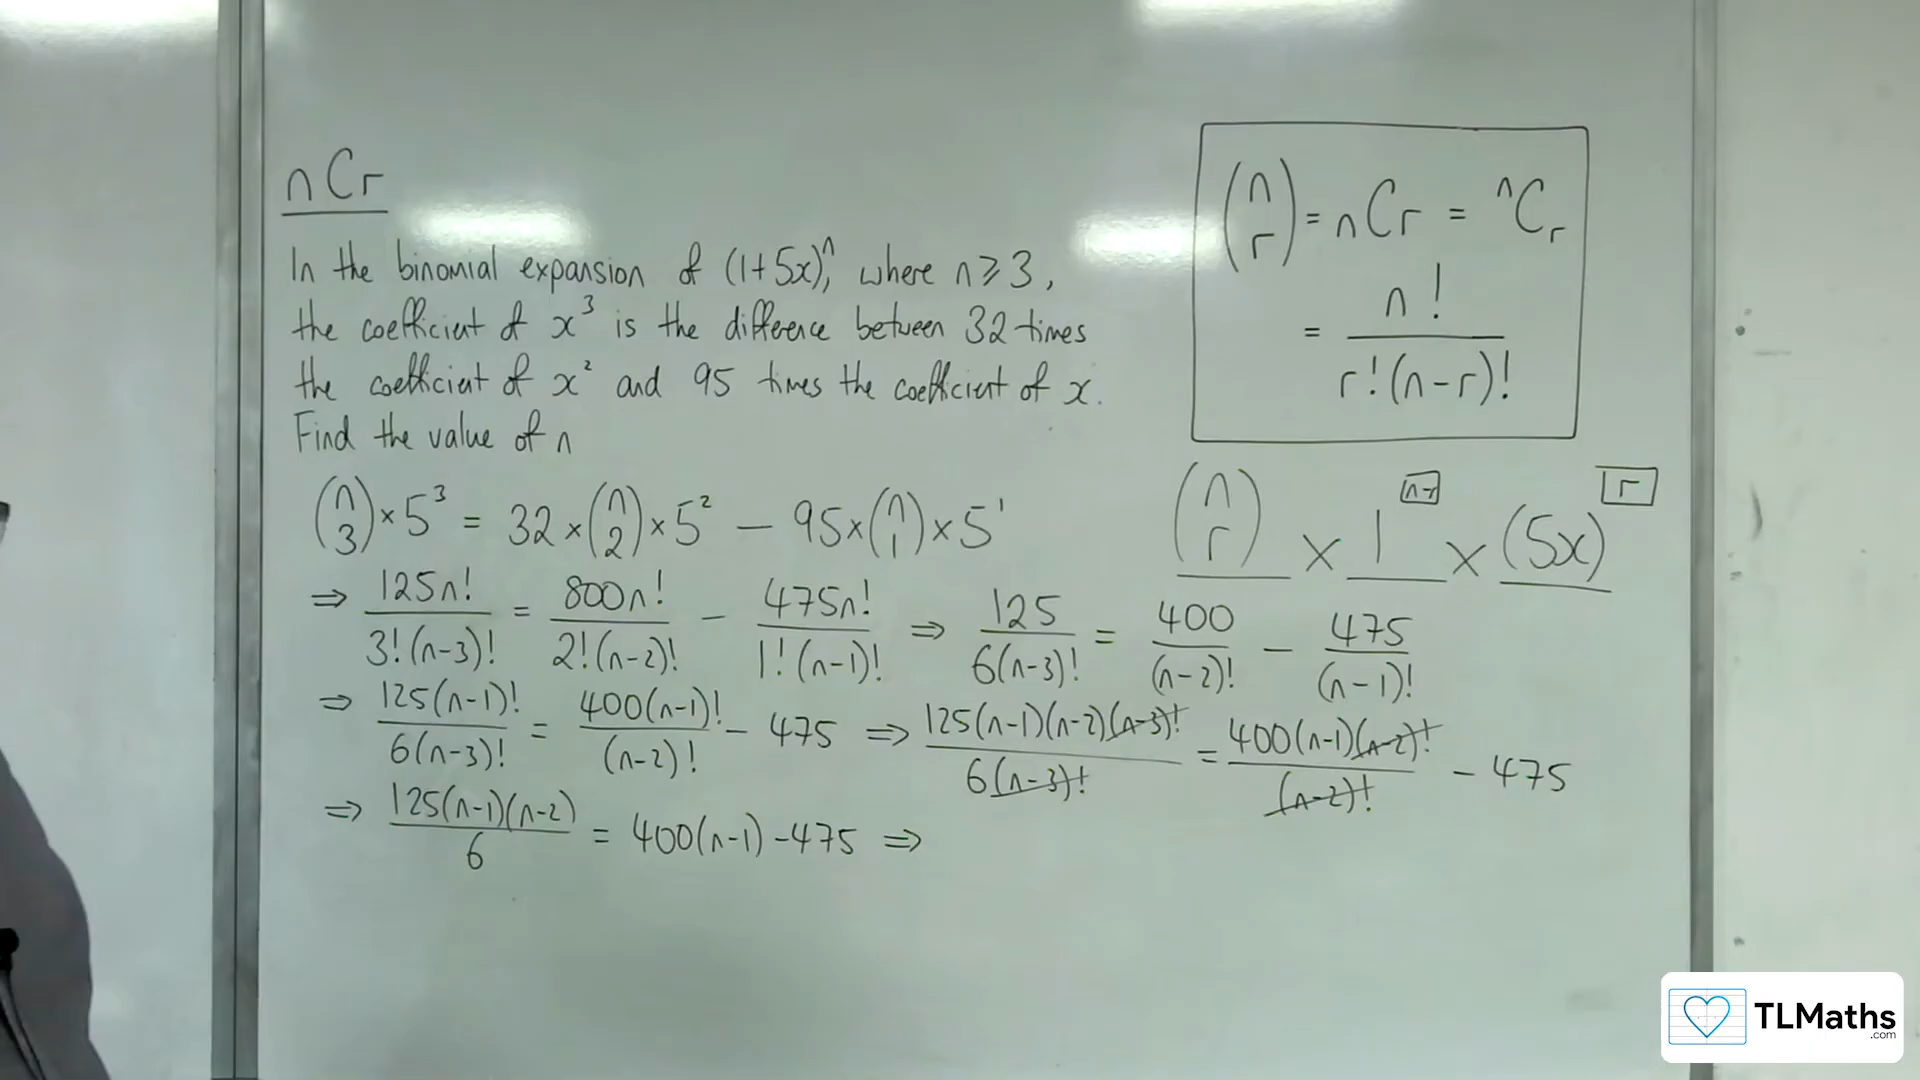 nCr
In the binomial expansion of (1+5x)ⁿ, where n ⩾ 3,
the coefficient of x³ is the difference between 32 times
the coefficient of x² and 95 times the coefficient of x.
Find the value of n
(n r) = nCr = ⁿCᵣ
= n! / r!(n-r)!
(n 3) × 5³ = 32 × (n 2) × 5² - 95 × (n 1) × 5¹
(n r) × 1^[n-r] × (5x)^[r]
⇒ 125n! / 3!(n-3)! = 800n! / 2!(n-2)! - 475n! / 1!(n-1)! ⇒ 125 / 6(n-3)! = 400 / (n-2)! - 475 / (n-1)!
⇒ 125(n-1)! / 6(n-3)! = 400(n-1)! / (n-2)! - 475 ⇒ 125(n-1)(n-2)(n-3)! / 6(n-3)! = 400(n-1)(n-2)! / (n-2)! - 475
⇒ 125(n-1)(n-2) / 6 = 400(n-1) - 475 ⇒
TLMaths
.com